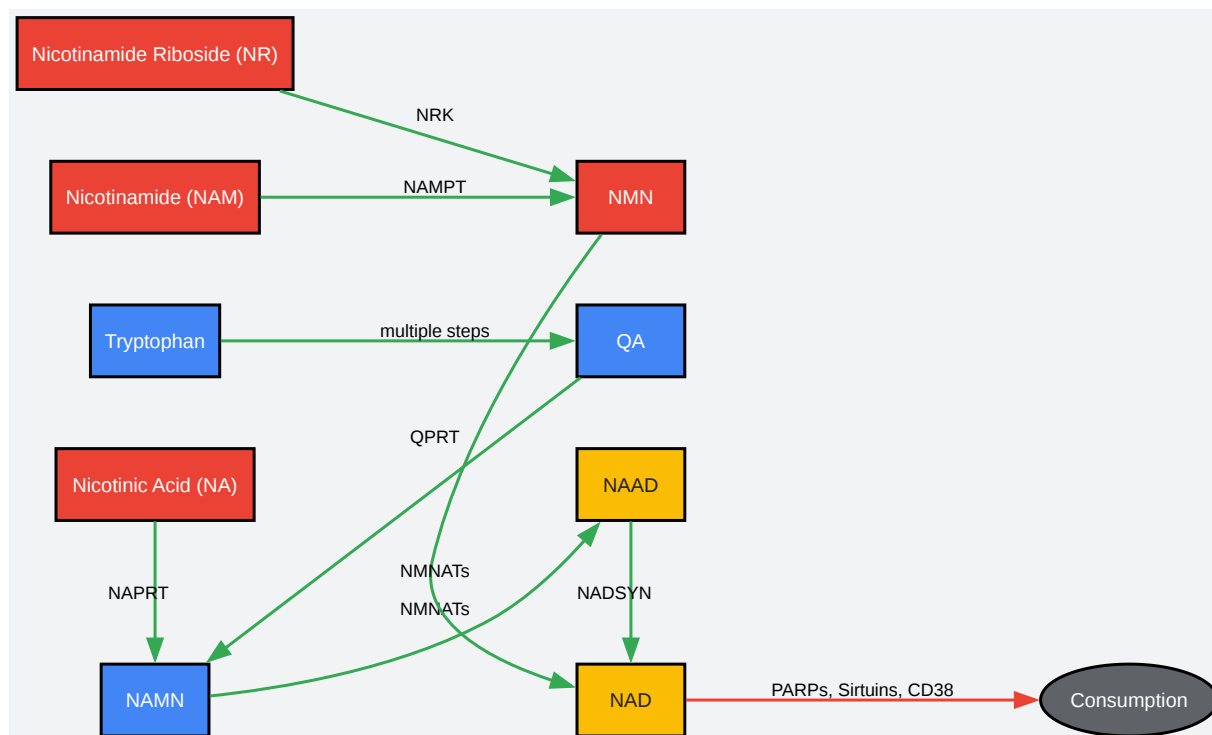 Nicotinamide Riboside (NR)
NRK
Nicotinamide (NAM)
NAMPT
NMN
Tryptophan
multiple steps
QA
QPRT
Nicotinic Acid (NA)
NAAD
NMNATs
NAPRT
NADSYN
NMNATs
NAMN
NAD
PARPs, Sirtuins, CD38
Consumption